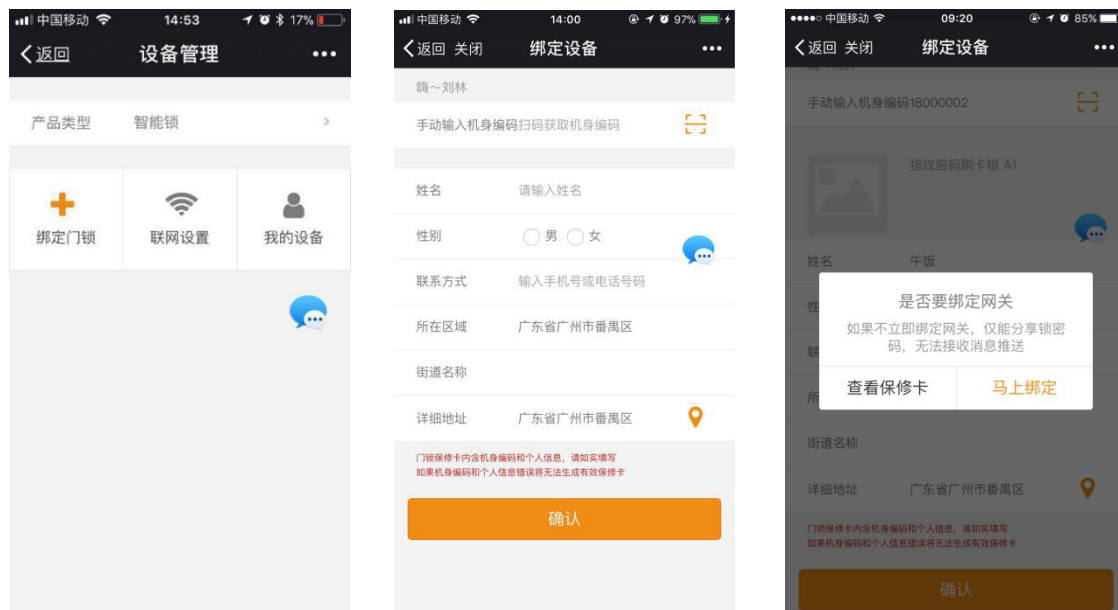 中国移动 14:53 17%
返回 设备管理
产品类型 智能锁
绑定门锁 联网设置 我的设备
中国移动 14:00 97%
返回 关闭 绑定设备
嗨～刘林
手动输入机身编码扫码获取机身编码
姓名 请输入姓名
性别 男 女
联系方式 输入手机号或电话号码
所在区域 广东省广州市番禺区
街道名称
详细地址 广东省广州市番禺区
门锁保修卡内含机身编码和个人信息，请如实填写
如果机身编码和个人信息错误将无法生成有效保修卡
确认
中国移动 09:20 85%
返回 关闭 绑定设备
手动输入机身编码18000002
指纹密码刷卡锁 A1
姓名 午饭
性
是否要绑定网关
如果不立即绑定网关，仅能分享锁密
码，无法接收消息推送
联
查看保修卡 马上绑定
所
街道名称
详细地址 广东省广州市番禺区
门锁保修卡内含机身编码和个人信息，请如实填写
如果机身编码和个人信息错误将无法生成有效保修卡
确认